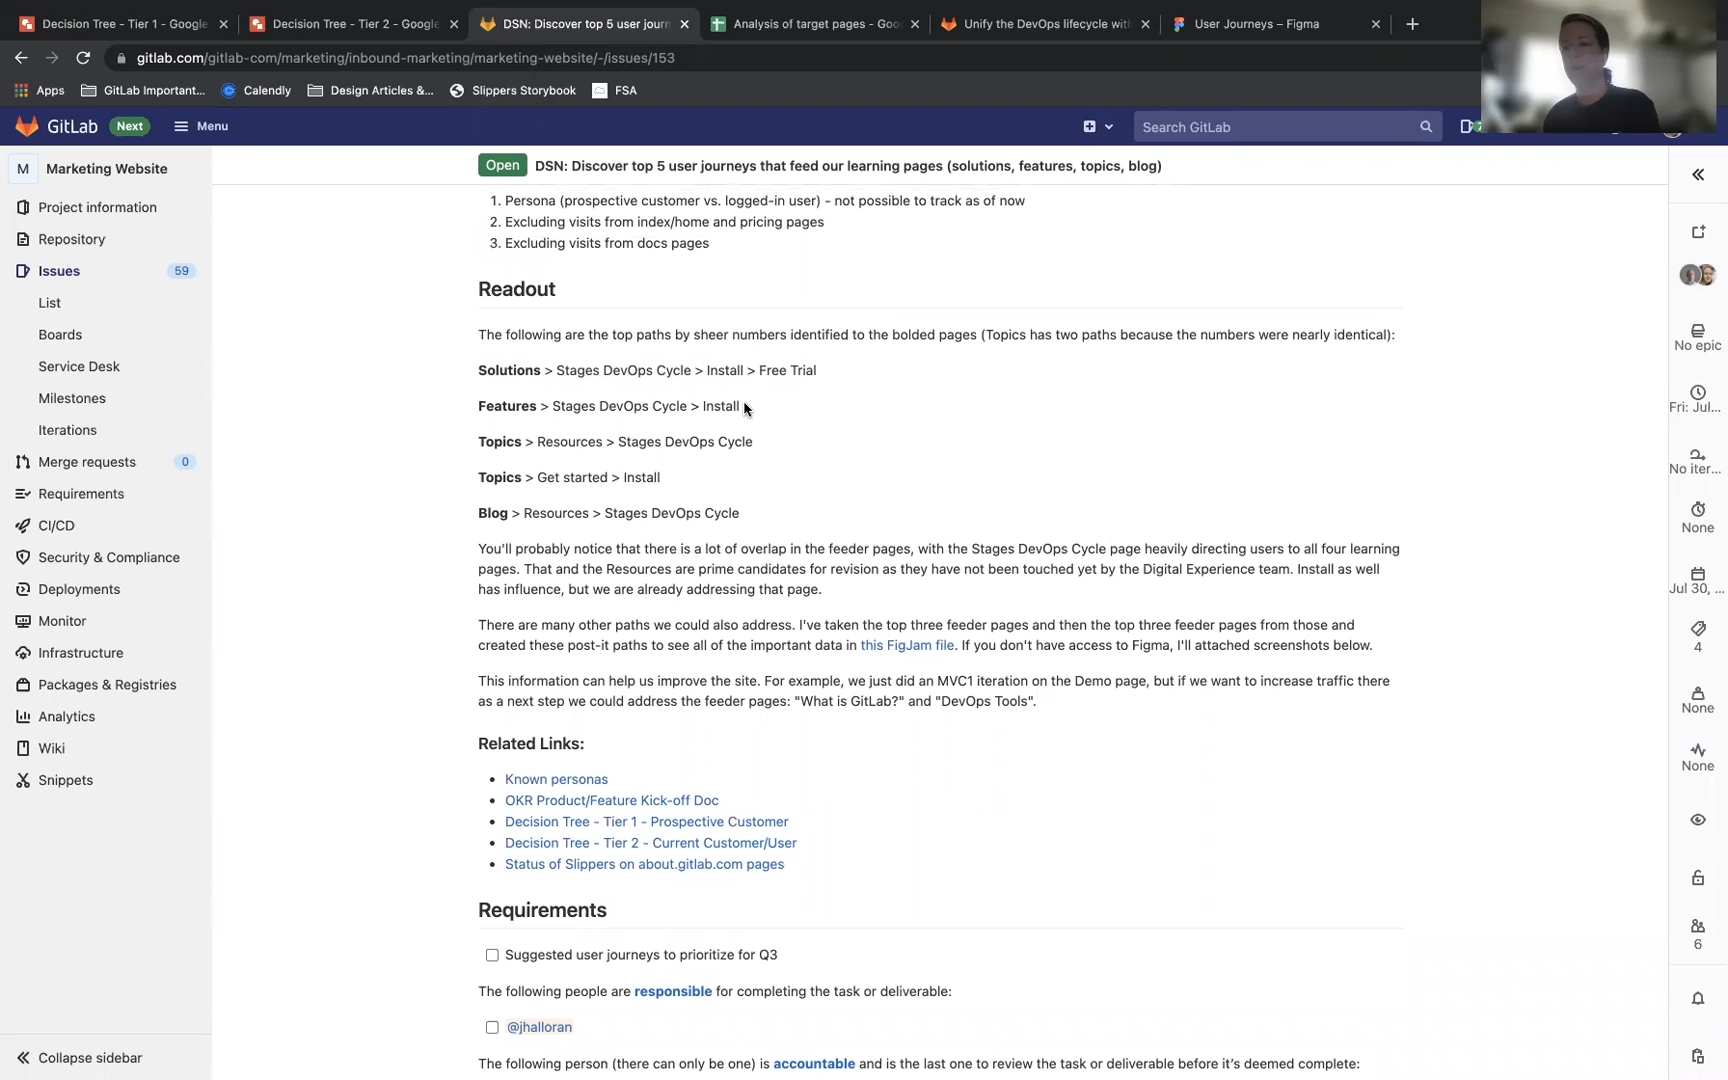 Decision Tree - Tier 1 - Google
Decision Tree - Tier 2 - Google
DSN: Discover top 5 user journ
Analysis of target pages - Goo
Unify the DevOps lifecycle with
User Journeys – Figma
gitlab.com/gitlab-com/marketing/inbound-marketing/marketing-website/-/issues/153
Apps
GitLab Important...
Calendly
Design Articles &...
Slippers Storybook
FSA
GitLab
Next
Menu
Search GitLab
M
Marketing Website
Project information
Repository
Issues
59
List
Boards
Service Desk
Milestones
Iterations
Merge requests
0
Requirements
CI/CD
Security & Compliance
Deployments
Monitor
Infrastructure
Packages & Registries
Analytics
Wiki
Snippets
Collapse sidebar
Open
DSN: Discover top 5 user journeys that feed our learning pages (solutions, features, topics, blog)
1. Persona (prospective customer vs. logged-in user) - not possible to track as of now
2. Excluding visits from index/home and pricing pages
3. Excluding visits from docs pages
Readout
The following are the top paths by sheer numbers identified to the bolded pages (Topics has two paths because the numbers were nearly identical):
Solutions > Stages DevOps Cycle > Install > Free Trial
Features > Stages DevOps Cycle > Install
Topics > Resources > Stages DevOps Cycle
Topics > Get started > Install
Blog > Resources > Stages DevOps Cycle
You'll probably notice that there is a lot of overlap in the feeder pages, with the Stages DevOps Cycle page heavily directing users to all four learning
pages. That and the Resources are prime candidates for revision as they have not been touched yet by the Digital Experience team. Install as well
has influence, but we are already addressing that page.
There are many other paths we could also address. I've taken the top three feeder pages and then the top three feeder pages from those and
created these post-it paths to see all of the important data in this FigJam file. If you don't have access to Figma, I'll attached screenshots below.
This information can help us improve the site. For example, we just did an MVC1 iteration on the Demo page, but if we want to increase traffic there
as a next step we could address the feeder pages: "What is GitLab?" and "DevOps Tools".
Related Links:
• Known personas
• OKR Product/Feature Kick-off Doc
• Decision Tree - Tier 1 - Prospective Customer
• Decision Tree - Tier 2 - Current Customer/User
• Status of Slippers on about.gitlab.com pages
Requirements
Suggested user journeys to prioritize for Q3
The following people are responsible for completing the task or deliverable:
@jhalloran
The following person (there can only be one) is accountable and is the last one to review the task or deliverable before it's deemed complete:
No epic
Fri: Jul...
No iter...
None
Jul 30, ...
4
None
None
6